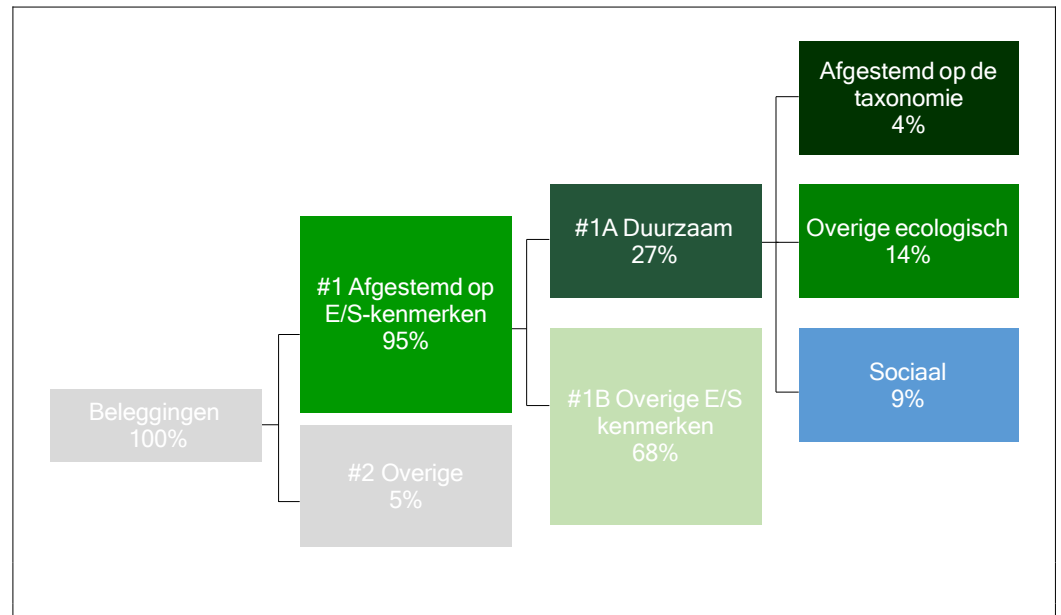 Beleggingen
100%
#1 Afgestemd op
E/S-kenmerken
95%
#2 Overige
5%
#1A Duurzaam
27%
#1B Overige E/S
kenmerken
68%
Afgestemd op de
taxonomie
4%
Overige ecologisch
14%
Sociaal
9%